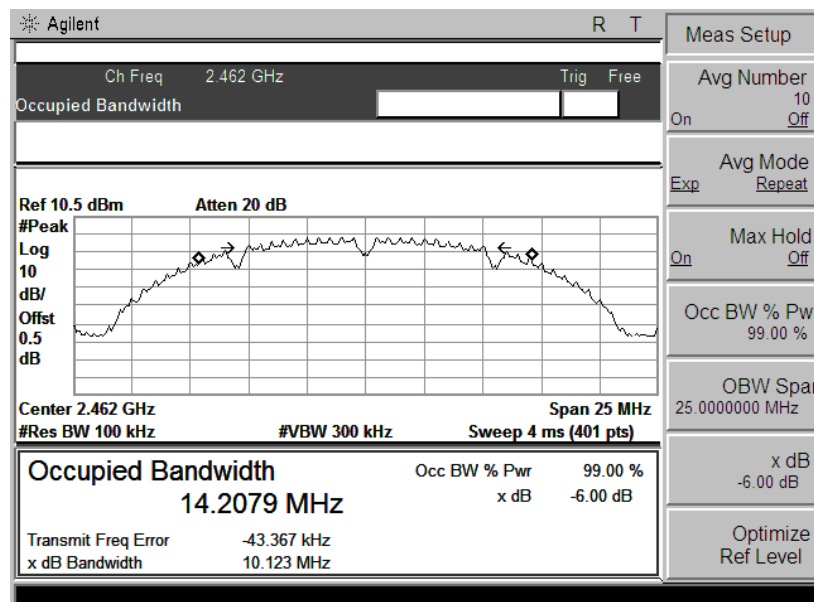 Agilent R T
Ch Freq 2.462 GHz Trig Free
Occupied Bandwidth
Ref 10.5 dBm Atten 20 dB
#Peak
Log
10
dB/
Offst
0.5
dB
Center 2.462 GHz Span 25 MHz
#Res BW 100 kHz #VBW 300 kHz Sweep 4 ms (401 pts)
Occupied Bandwidth
14.2079 MHz
Occ BW % Pwr 99.00 %
x dB -6.00 dB
Transmit Freq Error -43.367 kHz
x dB Bandwidth 10.123 MHz
Meas Setup
Avg Number
10
On Off
Avg Mode
Exp Repeat
Max Hold
On Off
Occ BW % Pw
99.00 %
OBW Spa
25.0000000 MHz
x dB
-6.00 dB
Optimize
Ref Level